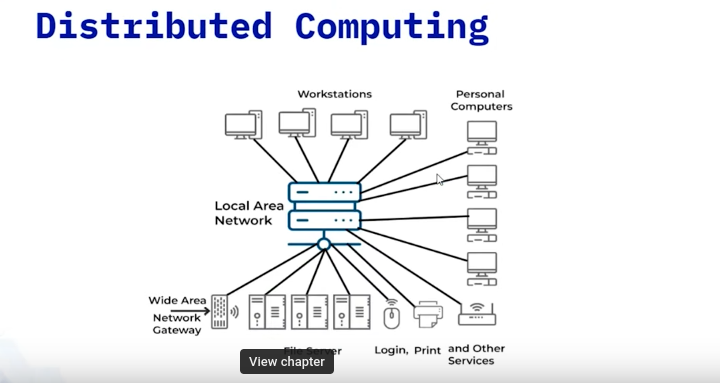 Distributed Computing
Workstations
Personal
Computers
Local Area
Network
Wide Area
Network
Gateway
File Server
View chapter
Login, Print and Other
Services